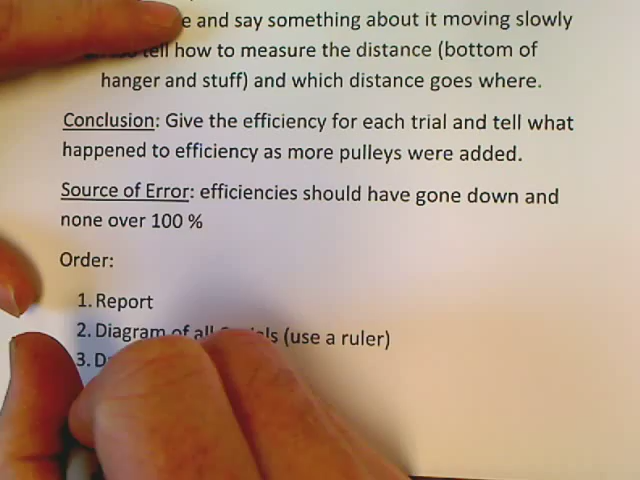 and say something about it moving slowly
tell how to measure the distance (bottom of
hanger and stuff) and which distance goes where.
Conclusion: Give the efficiency for each trial and tell what
happened to efficiency as more pulleys were added.
Source of Error: efficiencies should have gone down and
none over 100 %
Order:
1. Report
2. Diagram of all (use a ruler)
3.